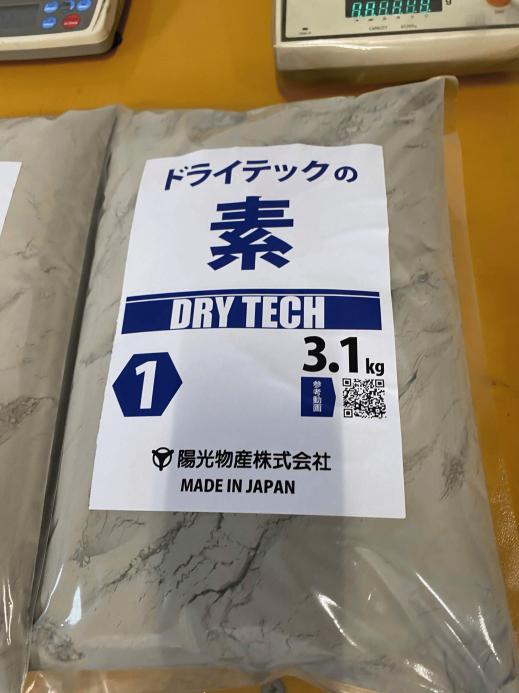 ドライテックの
素
DRY TECH
3.1kg
1
参考動画
陽光物産株式会社
MADE IN JAPAN